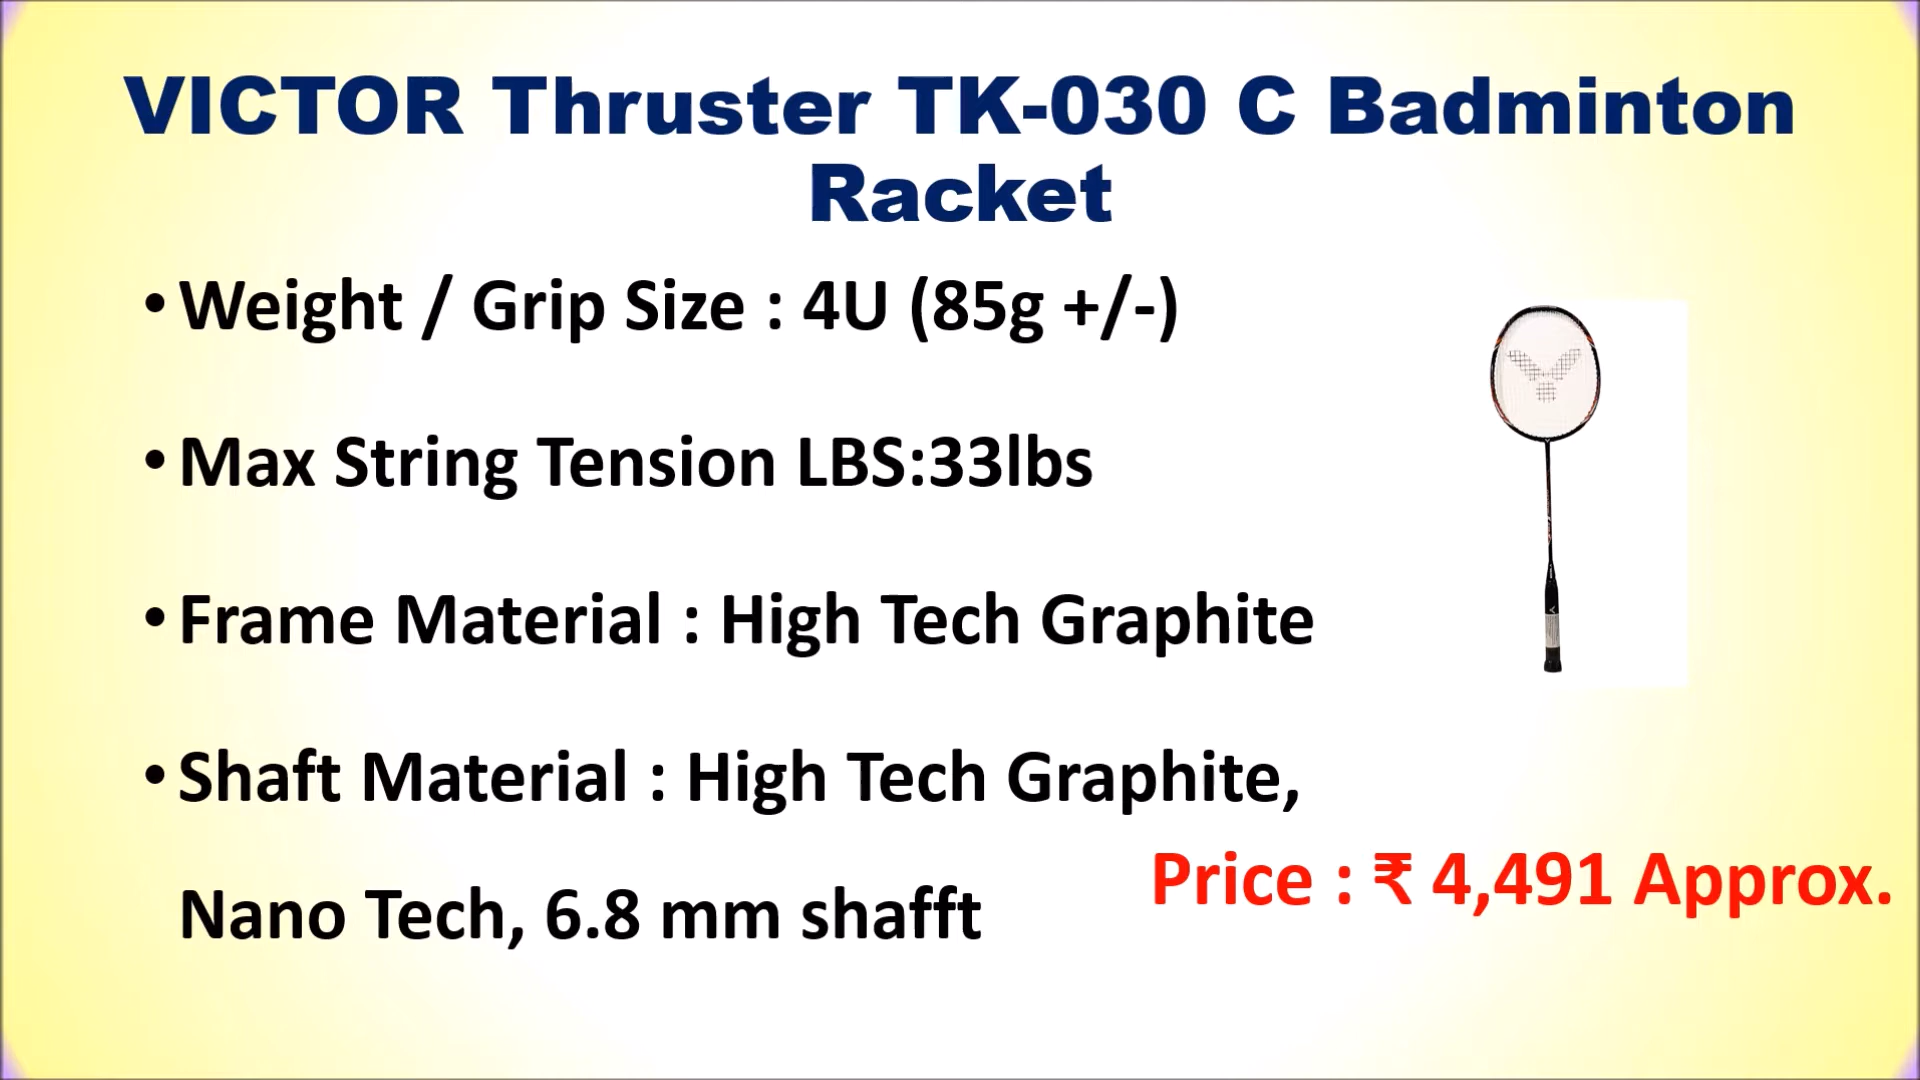 VICTOR Thruster TK-030 C Badminton
Racket
• Weight / Grip Size : 4U (85g +/-)
• Max String Tension LBS:33lbs
• Frame Material : High Tech Graphite
• Shaft Material : High Tech Graphite,
Nano Tech, 6.8 mm shafft
Price : ₹ 4,491 Approx.